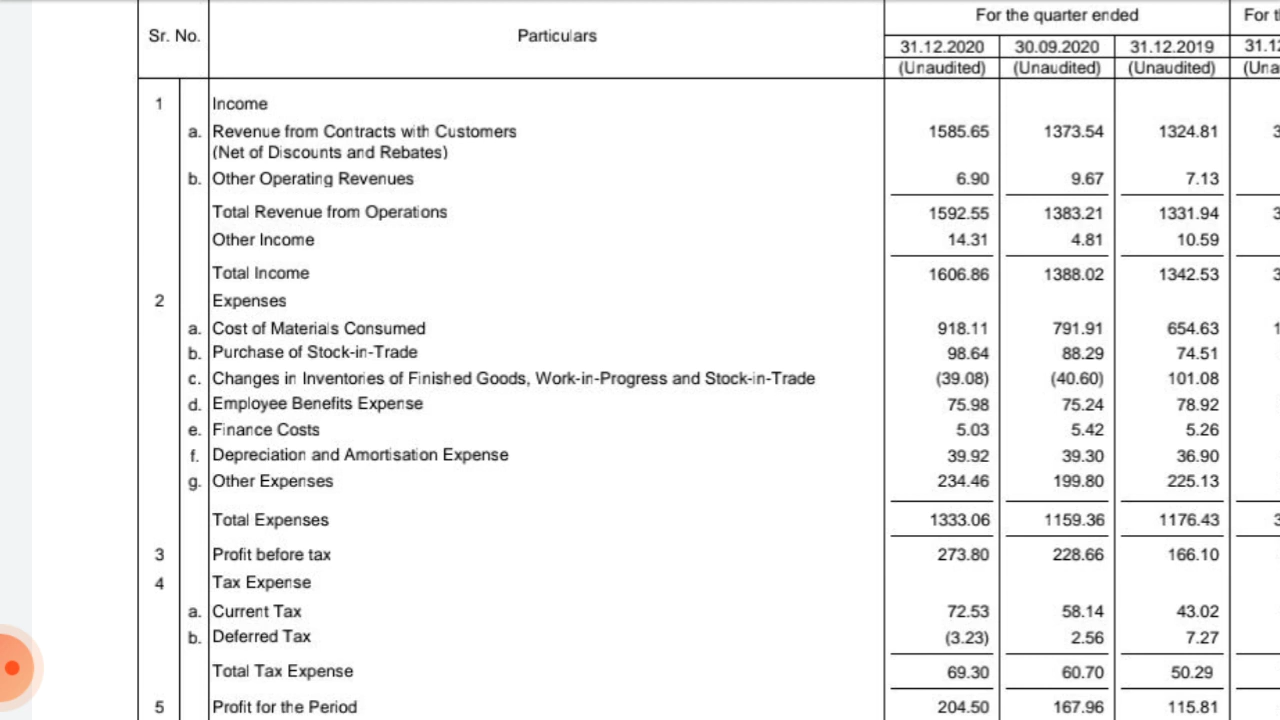 For the quarter ended For t
Sr. No. Particulars
31.12.2020 30.09.2020 31.12.2019 31.12
(Unaudited) (Unaudited) (Unaudited) (Una
1 Income
a. Revenue from Contracts with Customers 1585.65 1373.54 1324.81 3
(Net of Discounts and Rebates)
b. Other Operating Revenues 6.90 9.67 7.13
Total Revenue from Operations 1592.55 1383.21 1331.94 3
Other Income 14.31 4.81 10.59
Total Income 1606.86 1388.02 1342.53 3
2 Expenses
a. Cost of Materials Consumed 918.11 791.91 654.63 1
b. Purchase of Stock-in-Trade 98.64 88.29 74.51
c. Changes in Inventories of Finished Goods, Work-in-Progress and Stock-in-Trade (39.08) (40.60) 101.08
d. Employee Benefits Expense 75.98 75.24 78.92
e. Finance Costs 5.03 5.42 5.26
f. Depreciation and Amortisation Expense 39.92 39.30 36.90
g. Other Expenses 234.46 199.80 225.13
Total Expenses 1333.06 1159.36 1176.43 3
3 Profit before tax 273.80 228.66 166.10
4 Tax Expense
a. Current Tax 72.53 58.14 43.02
b. Deferred Tax (3.23) 2.56 7.27
Total Tax Expense 69.30 60.70 50.29
5 Profit for the Period 204.50 167.96 115.81